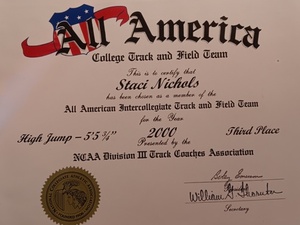 All America
College Track and Field Team
This is to certify that
Staci Nichols
has been chosen as a member of the
All American Intercollegiate Track and Field Team
for the Year
High Jump - 5'5 ¾" 2000 Third Place
Presented by the
NCAA Division III Track Coaches Association
William Thornton
Secretary